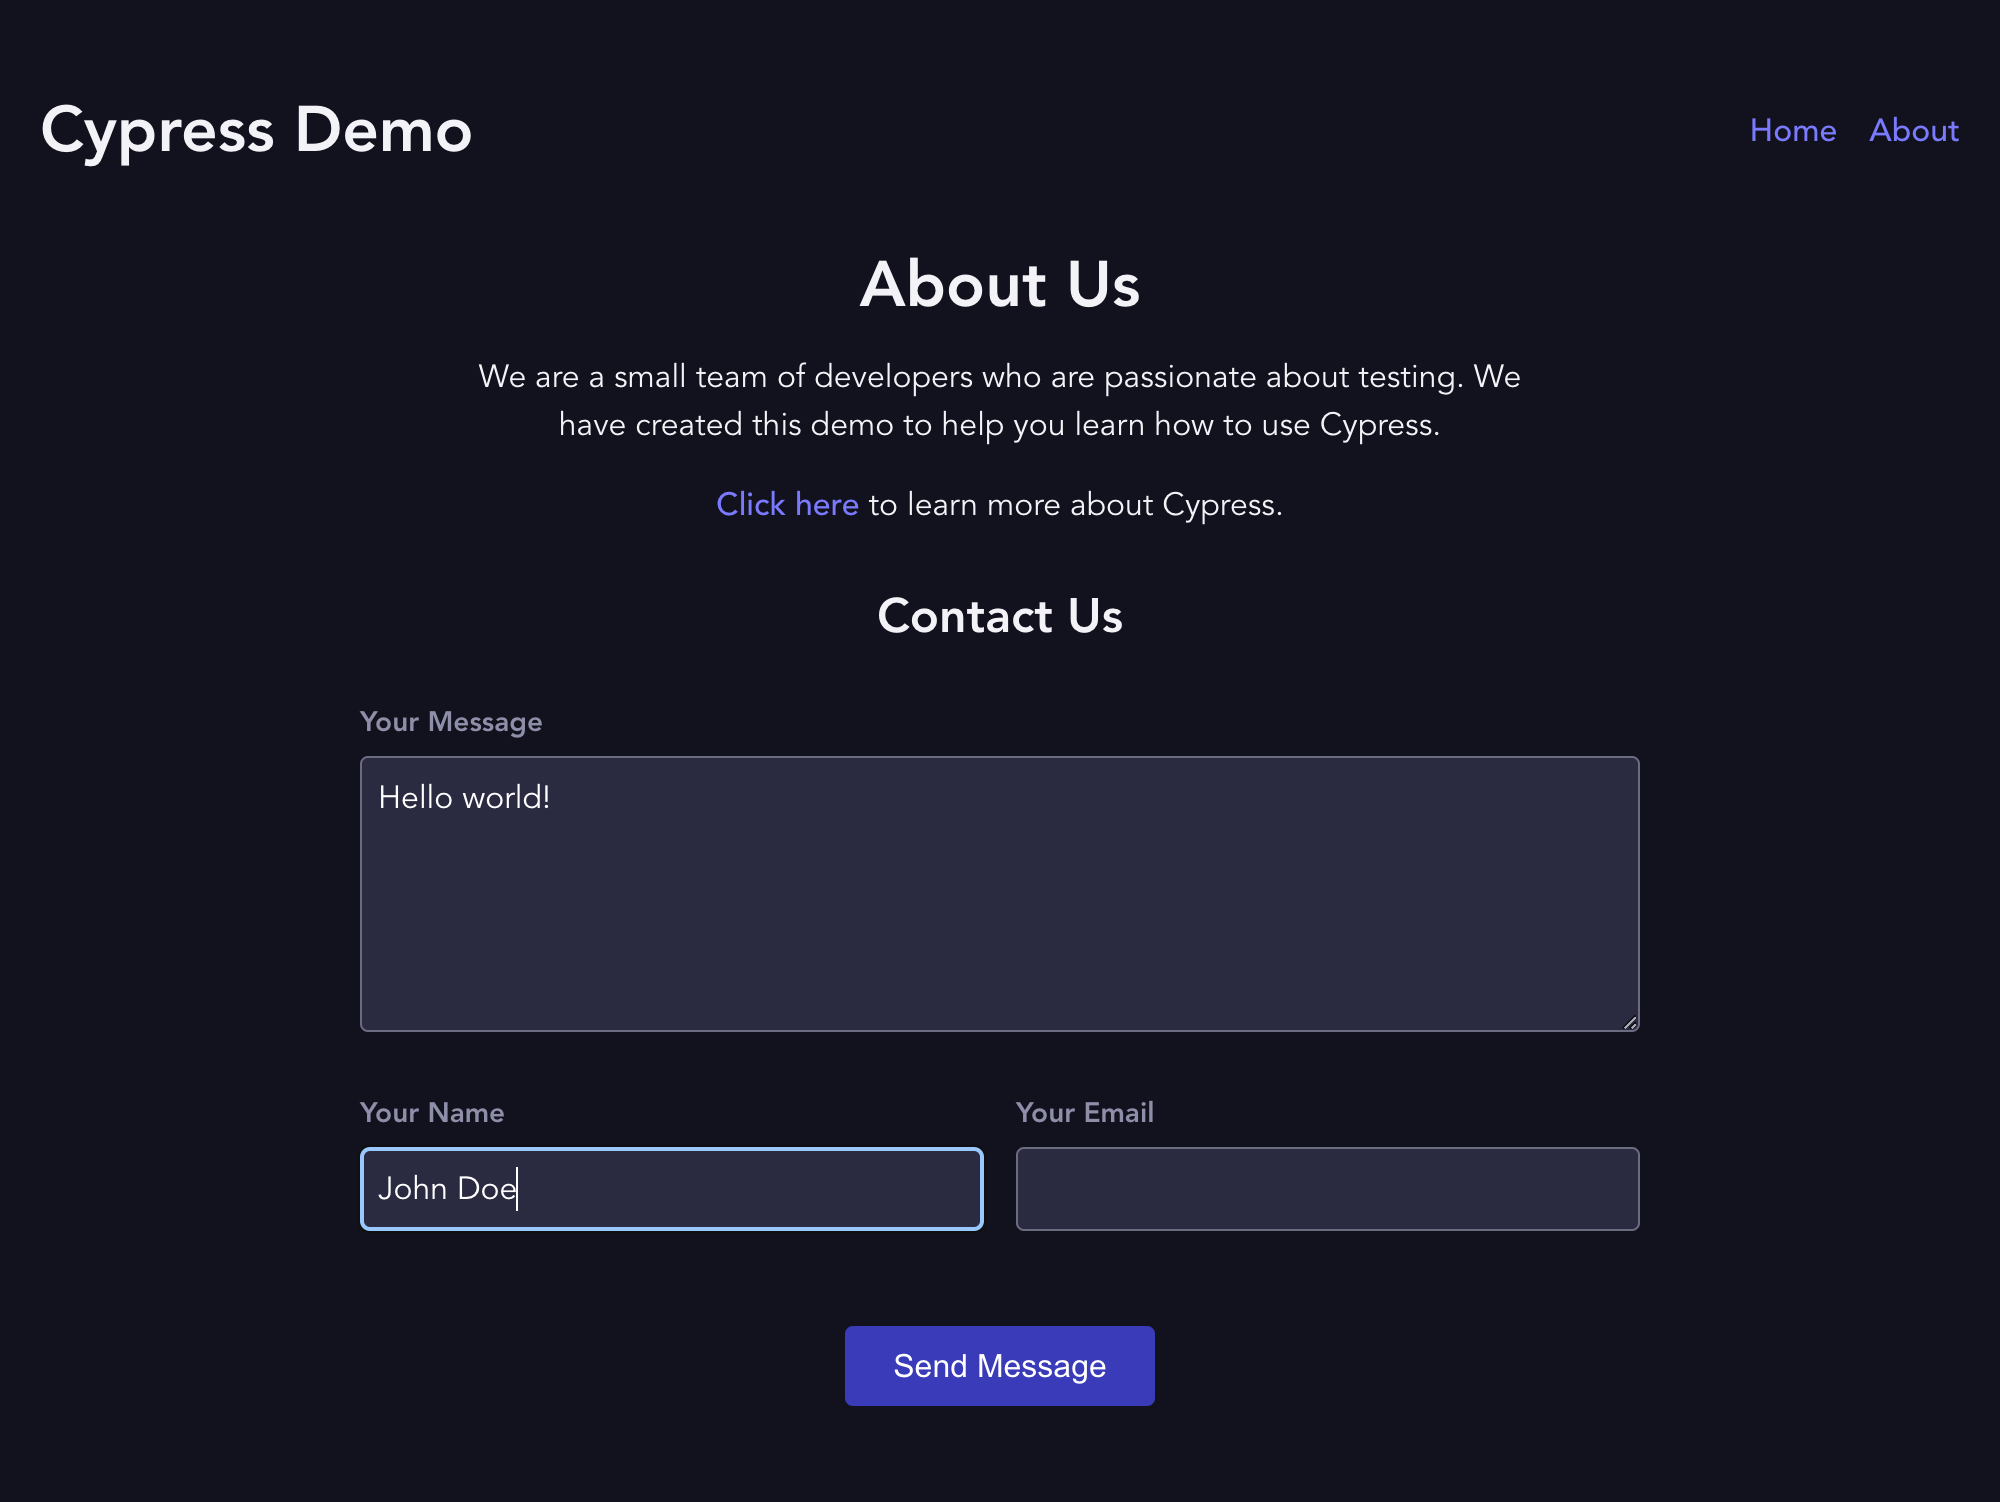 Cypress Demo
Home About
About Us
We are a small team of developers who are passionate about testing. We
have created this demo to help you learn how to use Cypress.
Click here to learn more about Cypress.
Contact Us
Your Message
Hello world!
Your Name
Your Email
John Doe
Send Message